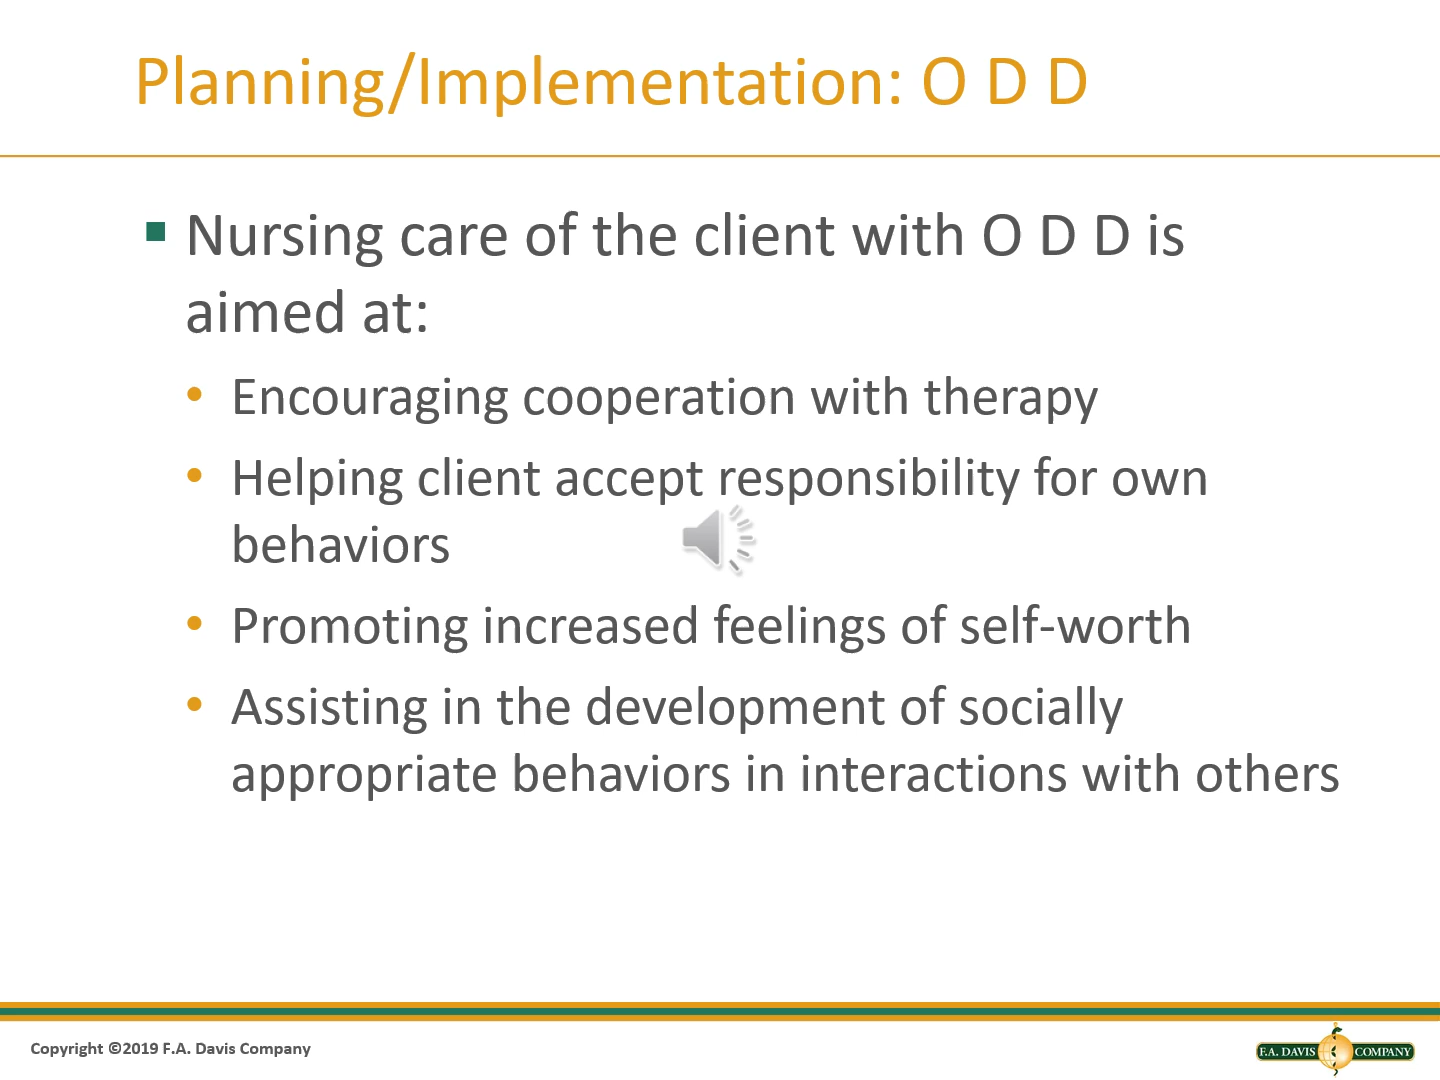 Planning/Implementation: O D D
Nursing care of the client with O D D is
aimed at:
Encouraging cooperation with therapy
Helping client accept responsibility for own
behaviors
Promoting increased feelings of self-worth
Assisting in the development of socially
appropriate behaviors in interactions with others
Copyright ©2019 F.A. Davis Company
F.A. DAVIS COMPANY